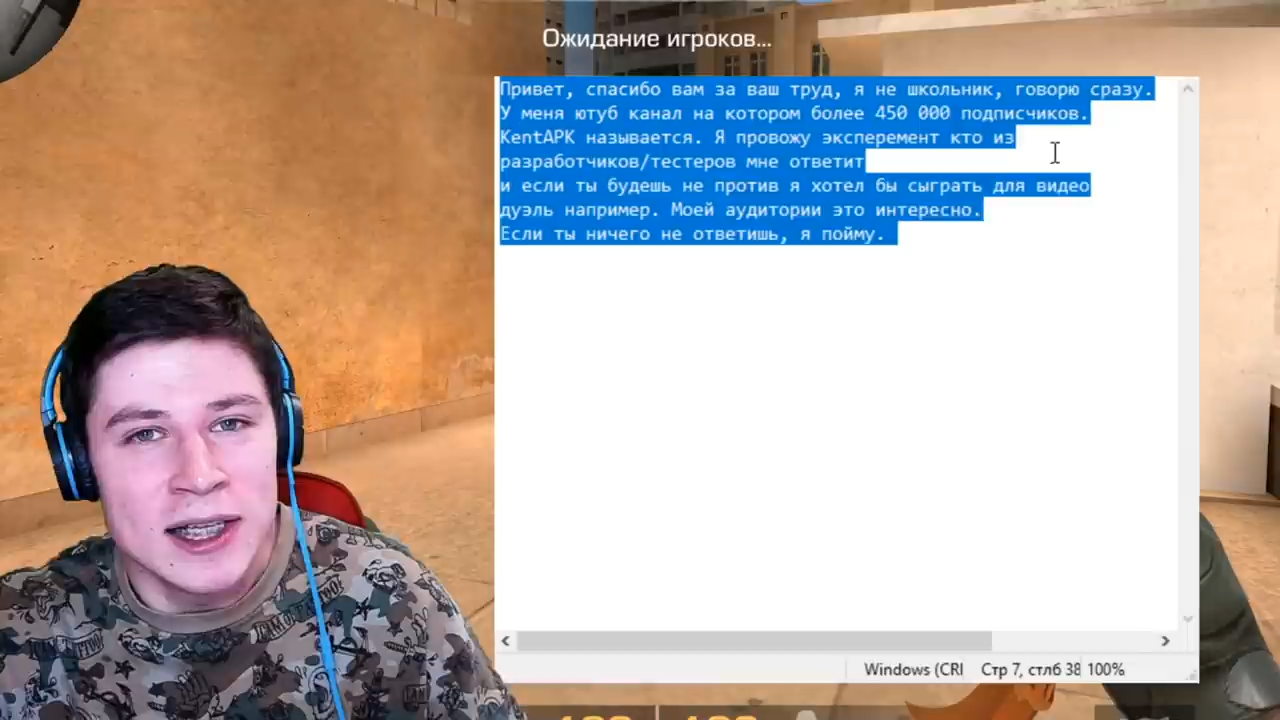 Ожидание игроков...
Привет, спасибо вам за ваш труд, я не школьник, говорю сразу.
У меня ютуб канал на котором более 450 000 подписчиков.
KentAPK называется. Я провожу эксперемент кто из
разработчиков/тестеров мне ответит
и если ты будешь не против я хотел бы сыграть для видео
дуэль например. Моей аудитории это интересно.
Если ты ничего не ответишь, я пойму.
Windows (CRI Стр 7, стлб 38 100%